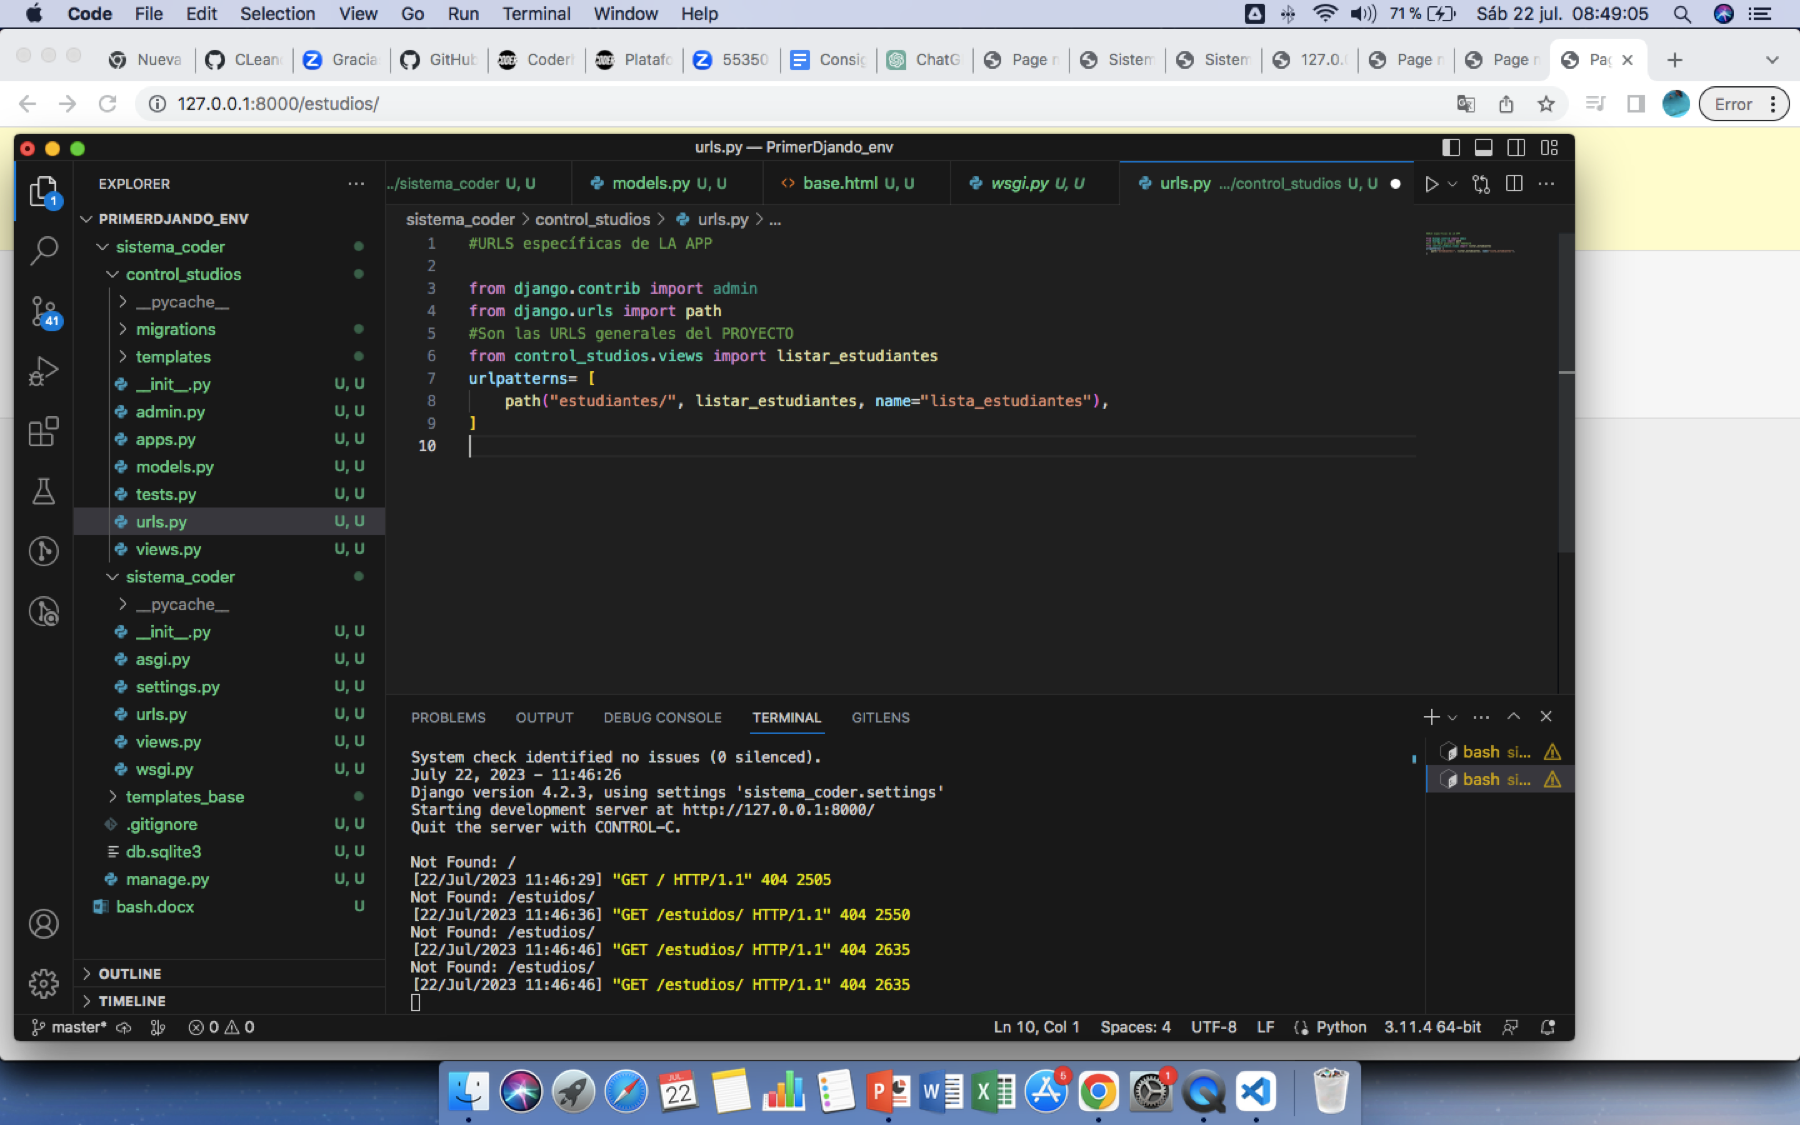 Code File Edit Selection View Go Run Terminal Window Help
71% Sáb 22 jul. 08:49:05
Nueva CLean Gracia GitHub Coderl Platafo 55350 Consig ChatG Page n Sistem Sistem 127.0.( Page n Page n Pa
127.0.0.1:8000/estudios/
Error
urls.py — PrimerDjando_env
EXPLORER
../sistema_coder U, U models.py U, U base.html U, U wsgi.py U, U urls.py .../control_studios U, U
sistema_coder > control_studios > urls.py > ...
PRIMERDJANDO_ENV
sistema_coder
control_studios
__pycache__
migrations
templates
__init__.py U, U
admin.py U, U
apps.py U, U
models.py U, U
tests.py U, U
urls.py U, U
views.py U, U
sistema_coder
__pycache__
__init__.py U, U
asgi.py U, U
settings.py U, U
urls.py U, U
views.py U, U
wsgi.py U, U
templates_base
.gitignore U, U
db.sqlite3 U, U
manage.py U, U
bash.docx U
OUTLINE
TIMELINE
1
41
1 #URLS específicas de LA APP
2
3 from django.contrib import admin
4 from django.urls import path
5 #Son las URLS generales del PROYECTO
6 from control_studios.views import listar_estudiantes
7 urlpatterns= [
8 path("estudiantes/", listar_estudiantes, name="lista_estudiantes"),
9 ]
10
PROBLEMS OUTPUT DEBUG CONSOLE TERMINAL GITLENS
System check identified no issues (0 silenced).
July 22, 2023 - 11:46:26
Django version 4.2.3, using settings 'sistema_coder.settings'
Starting development server at http://127.0.0.1:8000/
Quit the server with CONTROL-C.
Not Found: /
[22/Jul/2023 11:46:29] "GET / HTTP/1.1" 404 2505
Not Found: /estuidos/
[22/Jul/2023 11:46:36] "GET /estuidos/ HTTP/1.1" 404 2550
Not Found: /estudios/
[22/Jul/2023 11:46:46] "GET /estudios/ HTTP/1.1" 404 2635
Not Found: /estudios/
[22/Jul/2023 11:46:46] "GET /estudios/ HTTP/1.1" 404 2635
bash si...
bash si...
master* 0 0 Ln 10, Col 1 Spaces: 4 UTF-8 LF Python 3.11.4 64-bit
JUL. 22
5
1